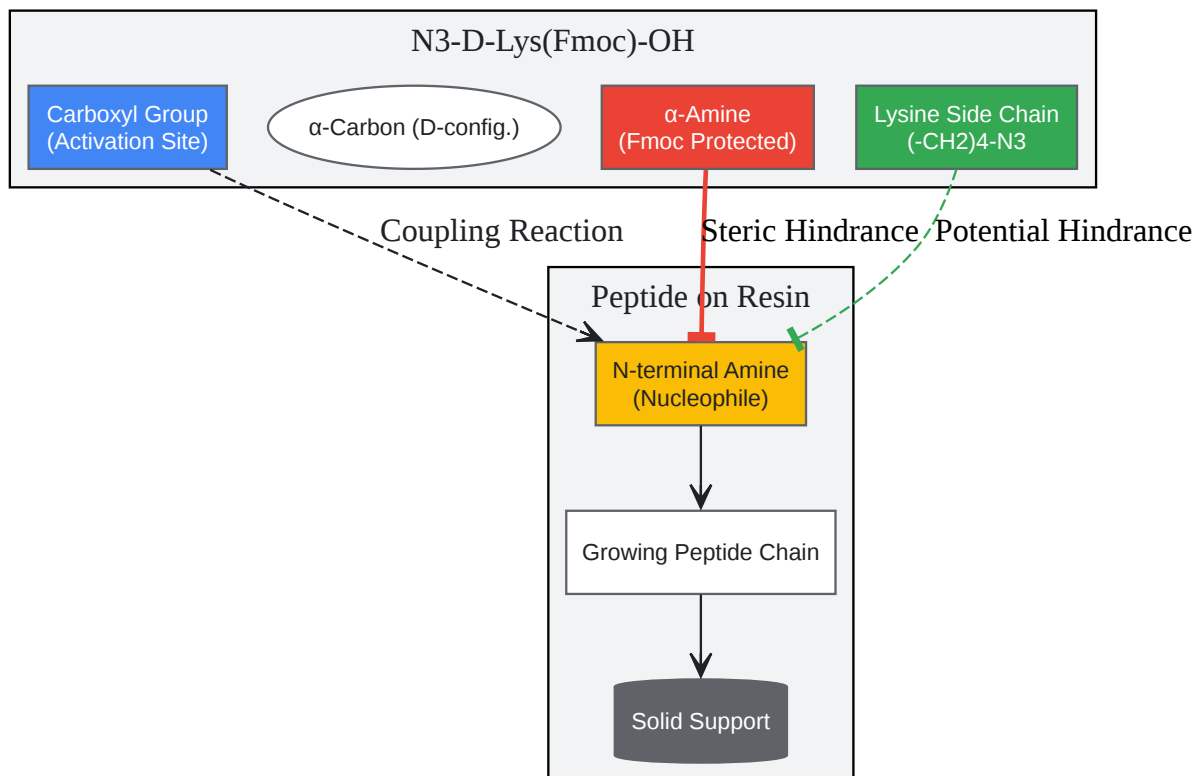 N3-D-Lys(Fmoc)-OH
Carboxyl Group
(Activation Site)
α-Carbon (D-config.)
α-Amine
(Fmoc Protected)
Lysine Side Chain
(-CH2)4-N3
Coupling Reaction
Steric Hindrance
Potential Hindrance
Peptide on Resin
N-terminal Amine
(Nucleophile)
Growing Peptide Chain
Solid Support